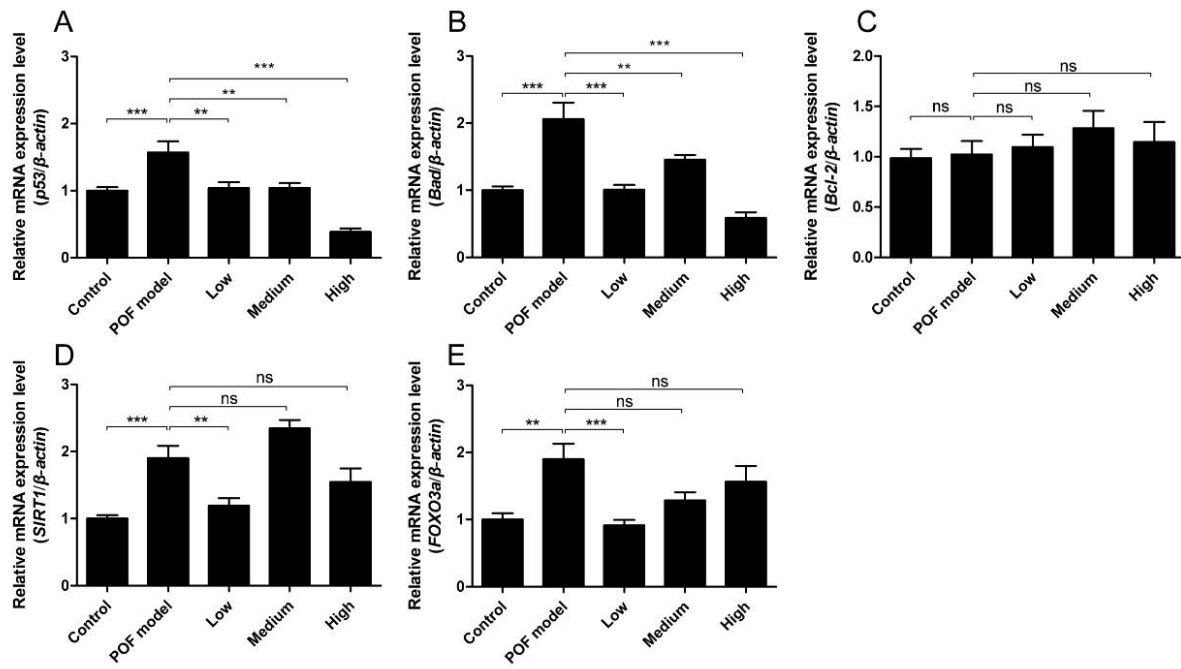 A
Relative mRNA expression level
(p53/β-actin)
3
2
1
0
***
**
***
**
Control
POF model
Low
Medium
High
B
Relative mRNA expression level
(Bad/β-actin)
3
2
1
0
***
**
***
***
Control
POF model
Low
Medium
High
C
Relative mRNA expression level
(Bcl-2/β-actin)
2.0
1.5
1.0
0.5
0.0
ns
ns
ns
ns
Control
POF model
Low
Medium
High
D
Relative mRNA expression level
(SIRT1/β-actin)
3
2
1
0
ns
ns
***
**
Control
POF model
Low
Medium
High
E
Relative mRNA expression level
(FOXO3a/β-actin)
3
2
1
0
ns
ns
**
***
Control
POF model
Low
Medium
High